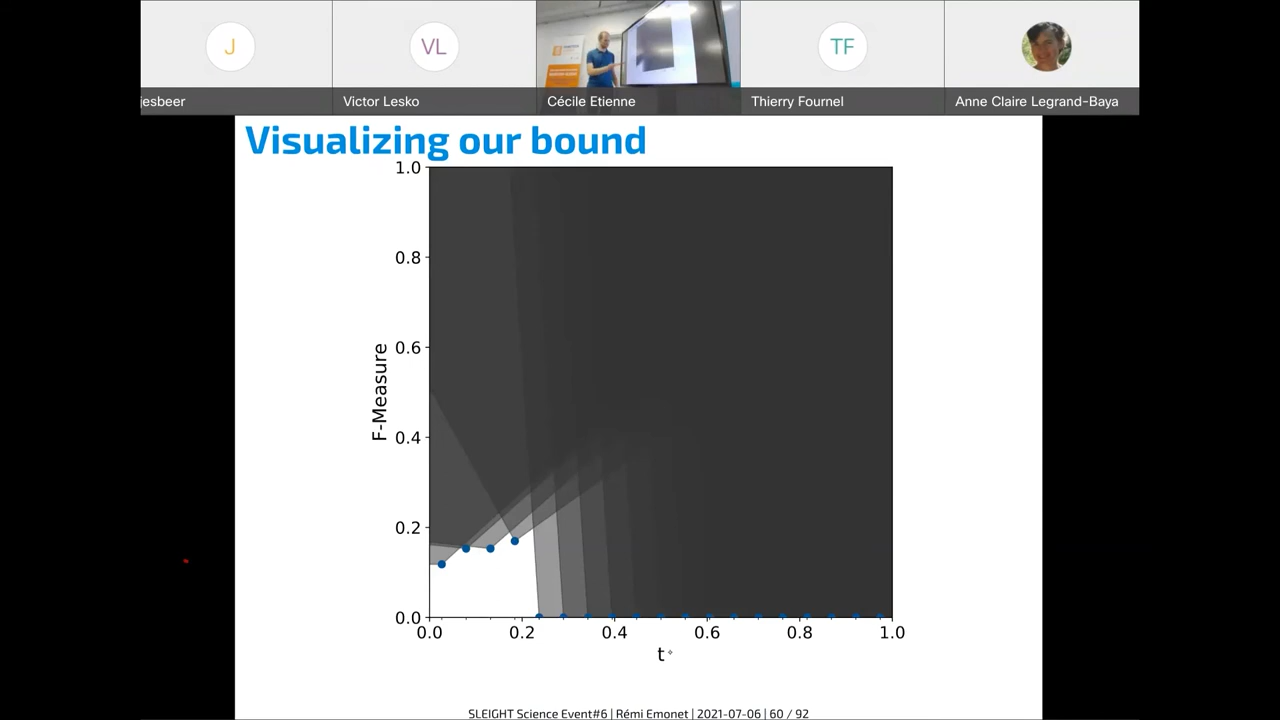 J
VL
TF
jesbeer
Victor Lesko
Cécile Etienne
Thierry Fournel
Anne Claire Legrand-Baya
Visualizing our bound
1.0
0.8
0.6
0.4
0.2
0.0
F-Measure
0.0 0.2 0.4 0.6 0.8 1.0
t
SLEIGHT Science Event#6 | Rémi Emonet | 2021-07-06 | 60 / 92